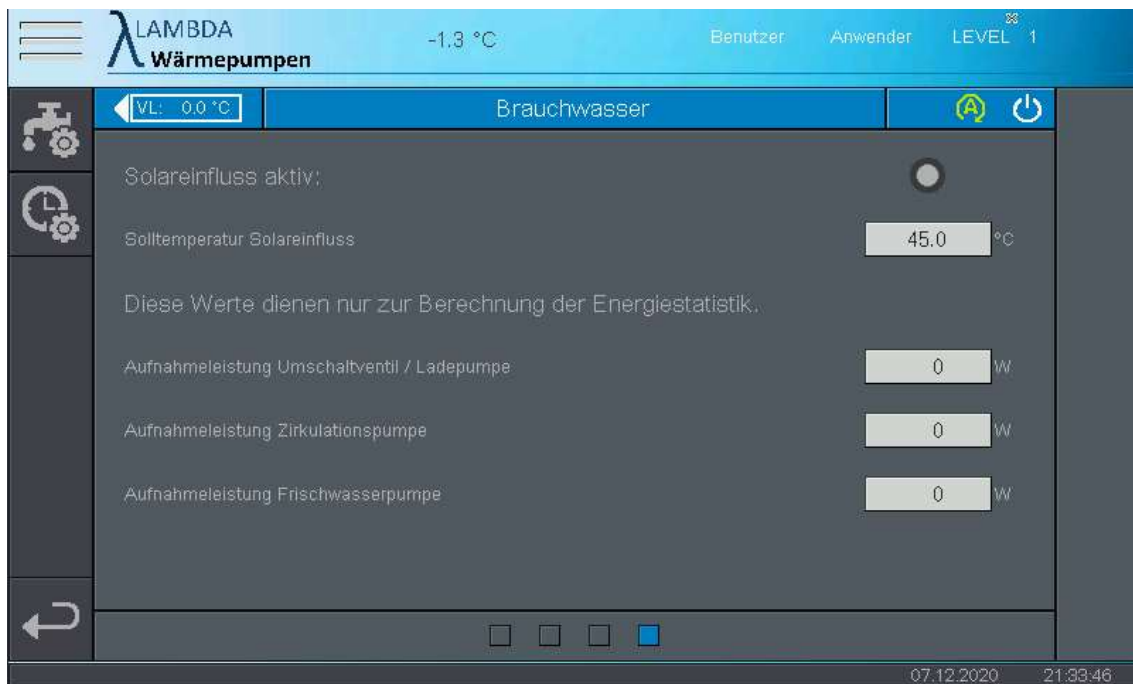 LAMBDA
Wärmepumpen
-1.3 °C
Benutzer Anwender LEVEL 1
VL: 0.0 °C
Brauchwasser
A
Solareinfluss aktiv:
Solltemperatur Solareinfluss 45.0 °C
Diese Werte dienen nur zur Berechnung der Energiestatistik.
Aufnahmeleistung Umschaltventil / Ladepumpe 0 W
Aufnahmeleistung Zirkulationspumpe 0 W
Aufnahmeleistung Frischwasserpumpe 0 W
07.12.2020 21:33:46